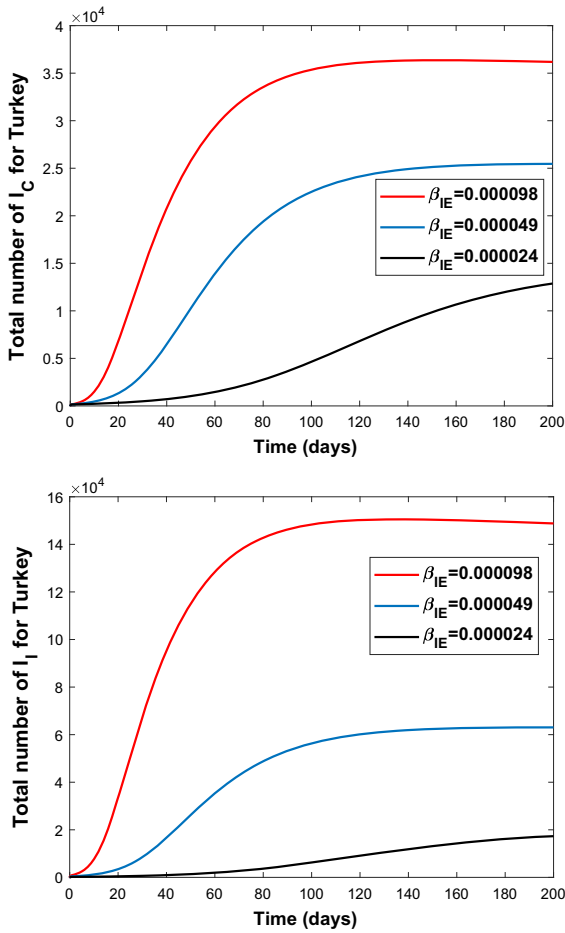 ×10⁴
4
3.5
3
2.5
2
1.5
1
0.5
0
Total number of I_C for Turkey
β_IE=0.000098
β_IE=0.000049
β_IE=0.000024
0 20 40 60 80 100 120 140 160 180 200
Time (days)
×10⁴
16
14
12
10
8
6
4
2
0
Total number of I_I for Turkey
β_IE=0.000098
β_IE=0.000049
β_IE=0.000024
0 20 40 60 80 100 120 140 160 180 200
Time (days)